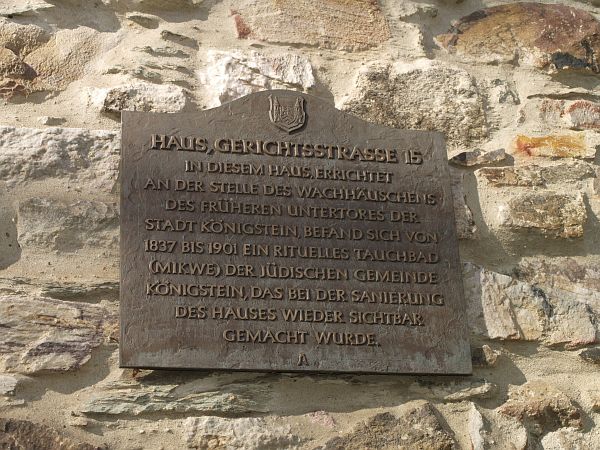 HAUS, GERICHTSSTRASSE 15
IN DIESEM HAUS, ERRICHTET
AN DER STELLE DES WACHHÄUSCHENS
DES FRÜHEREN UNTERTORES DER
STADT KÖNIGSTEIN BEFAND SICH VON
1837 BIS 1901 EIN RITUELLES TAUCHBAD
(MIKWE) DER JÜDISCHEN GEMEINDE
KÖNIGSTEIN, DAS BEI DER SANIERUNG
DES HAUSES WIEDER SICHTBAR
GEMACHT WURDE.